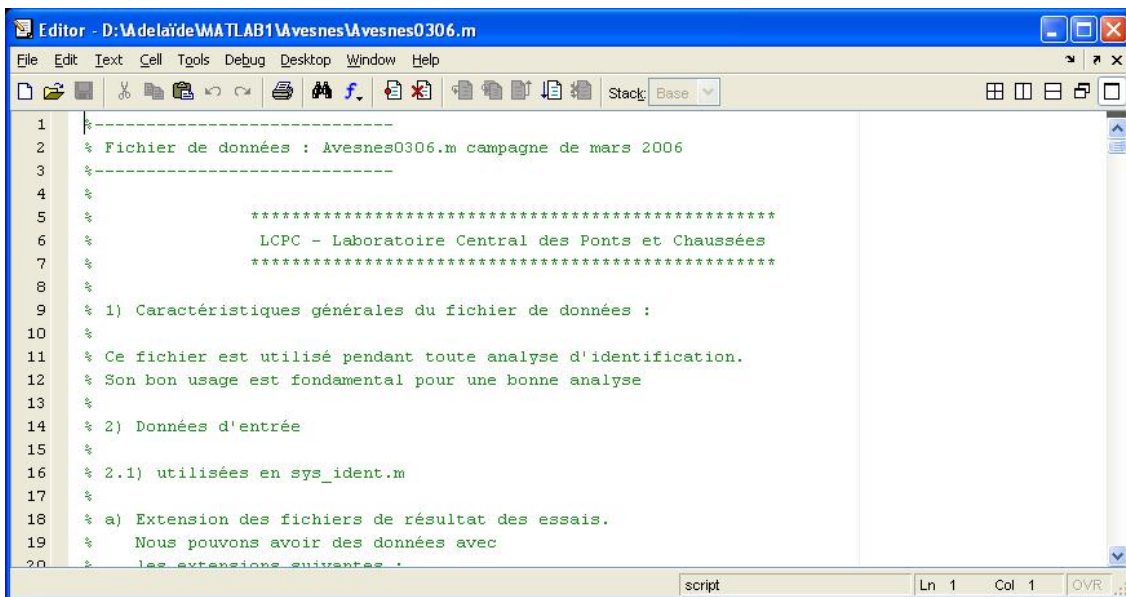 Editor - D:\Adelaïde\MATLAB1\Avesnes\Avesnes0306.m
File Edit Text Cell Tools Debug Desktop Window Help
Stack: Base
1 %-----------------------------
2 % Fichier de données : Avesnes0306.m campagne de mars 2006
3 %-----------------------------
4 %
5 % ***************************************************
6 % LCPC - Laboratoire Central des Ponts et Chaussées
7 % ***************************************************
8 %
9 % 1) Caractéristiques générales du fichier de données :
10 %
11 % Ce fichier est utilisé pendant toute analyse d'identification.
12 % Son bon usage est fondamental pour une bonne analyse
13 %
14 % 2) Données d'entrée
15 %
16 % 2.1) utilisées en sys_ident.m
17 %
18 % a) Extension des fichiers de résultat des essais.
19 % Nous pouvons avoir des données avec
20 % les extensions suivantes :
script Ln 1 Col 1 OVR